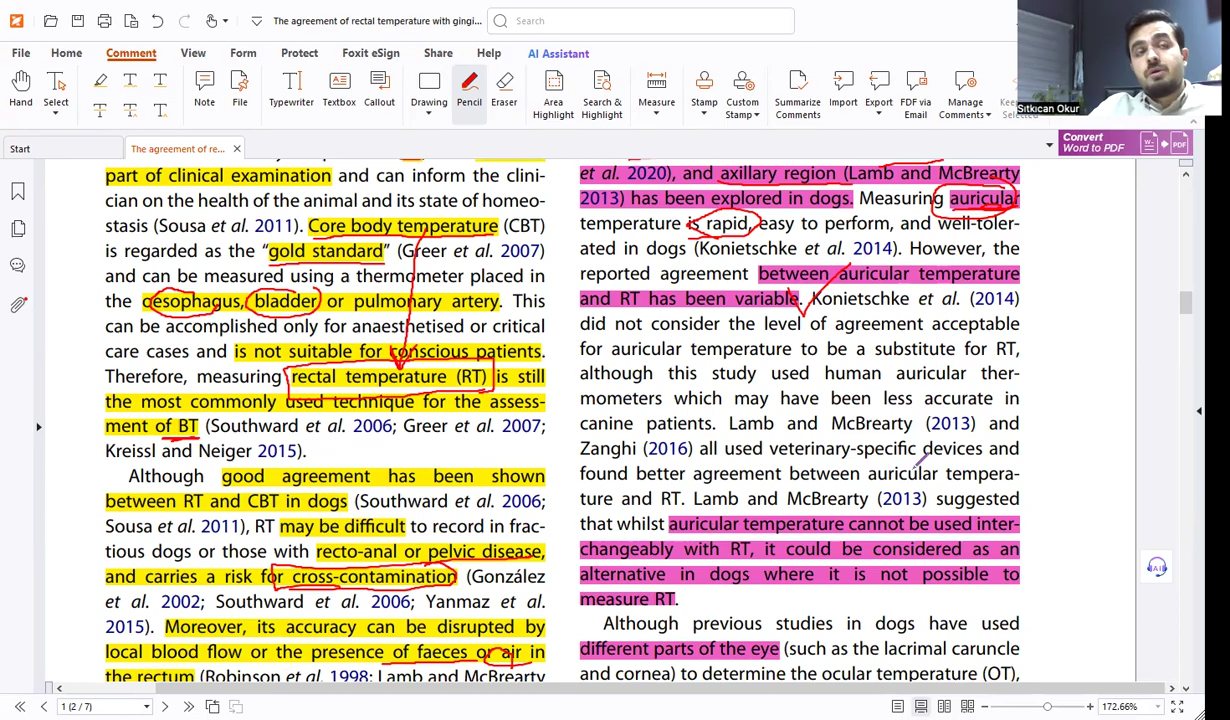 The agreement of rectal temperature with gingi...
Search
File Home Comment View Form Protect Foxit eSign Share Help AI Assistant
Hand Select Note File Typewriter Textbox Callout Drawing Pencil Eraser Area Highlight Search & Highlight Measure Stamp Custom Stamp Summarize Comments Import Export FDF via Email Manage Comments Keep Selected
Sıtkıcan Okur
Start The agreement of re...
Convert Word to PDF
part of clinical examination and can inform the clini-
cian on the health of the animal and its state of homeo-
stasis (Sousa et al. 2011). Core body temperature (CBT)
is regarded as the “gold standard” (Greer et al. 2007)
and can be measured using a thermometer placed in
the oesophagus, bladder or pulmonary artery. This
can be accomplished only for anaesthetised or critical
care cases and is not suitable for conscious patients.
Therefore, measuring rectal temperature (RT) is still
the most commonly used technique for the assess-
ment of BT (Southward et al. 2006; Greer et al. 2007;
Kreissl and Neiger 2015).
Although good agreement has been shown
between RT and CBT in dogs (Southward et al. 2006;
Sousa et al. 2011), RT may be difficult to record in frac-
tious dogs or those with recto-anal or pelvic disease,
and carries a risk for cross-contamination (González
et al. 2002; Southward et al. 2006; Yanmaz et al.
2015). Moreover, its accuracy can be disrupted by
local blood flow or the presence of faeces or air in
the rectum (Robinson et al. 1998; Lamb and McBrearty
et al. 2020), and axillary region (Lamb and McBrearty
2013) has been explored in dogs. Measuring auricular
temperature is rapid, easy to perform, and well-toler-
ated in dogs (Konietschke et al. 2014). However, the
reported agreement between auricular temperature
and RT has been variable. Konietschke et al. (2014)
did not consider the level of agreement acceptable
for auricular temperature to be a substitute for RT,
although this study used human auricular ther-
mometers which may have been less accurate in
canine patients. Lamb and McBrearty (2013) and
Zanghi (2016) all used veterinary-specific devices and
found better agreement between auricular tempera-
ture and RT. Lamb and McBrearty (2013) suggested
that whilst auricular temperature cannot be used inter-
changeably with RT, it could be considered as an
alternative in dogs where it is not possible to
measure RT.
Although previous studies in dogs have used
different parts of the eye (such as the lacrimal caruncle
and cornea) to determine the ocular temperature (OT),
1 (2 / 7)
172.66%